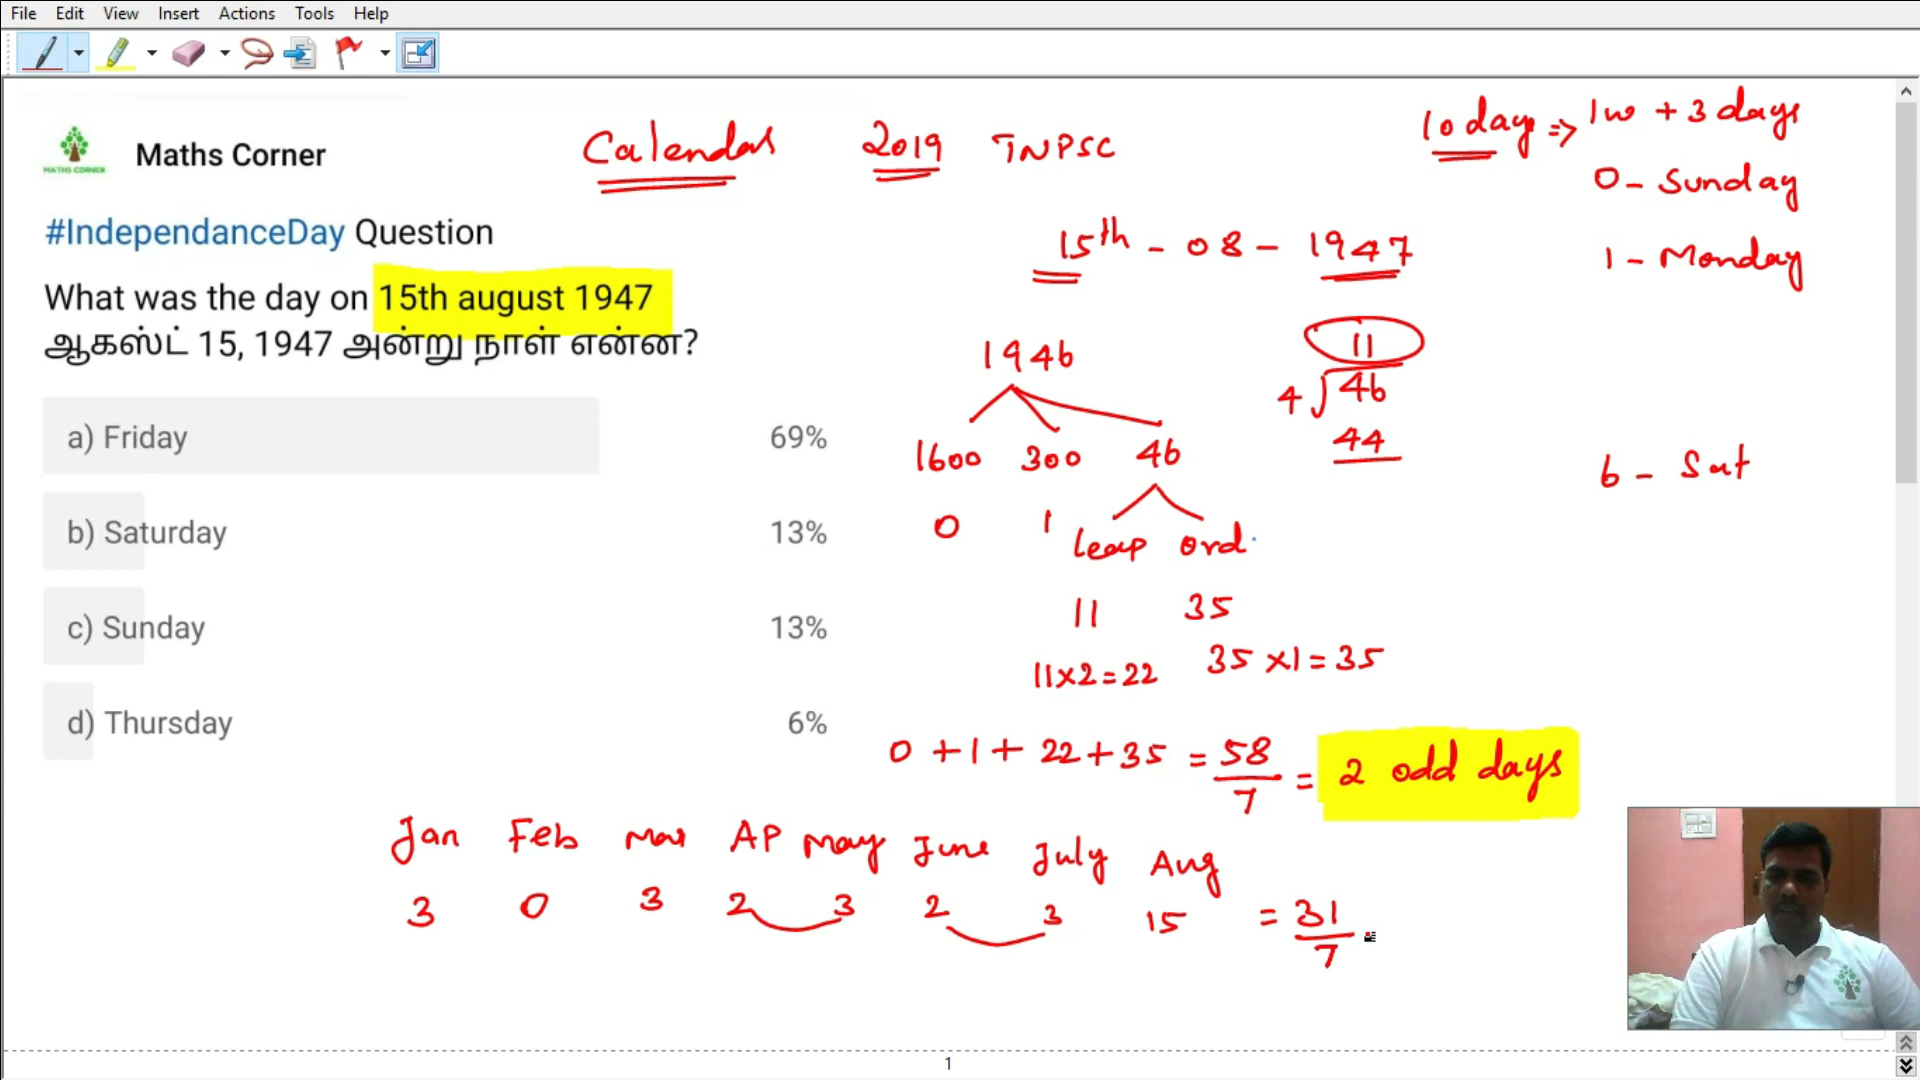 File Edit View Insert Actions Tools Help
MATHS CORNER
Maths Corner
Calendar 2019 TNPSC
10 days => 1w + 3 days
0 - Sunday
1 - Monday
6 - Sat
#IndependanceDay Question
What was the day on 15th august 1947
ஆகஸ்ட் 15, 1947 அன்று நாள் என்ன?
a) Friday 69%
b) Saturday 13%
c) Sunday 13%
d) Thursday 6%
15th - 08 - 1947
1946
1600 300 46
0 1
leap ord.
11 35
11x2=22 35 x1=35
11
4 46
44
0 +1+ 22+35 = 58/7 = 2 odd days
Jan Feb Mar AP May June July Aug
3 0 3 2 3 2 3 15 = 31/7
1